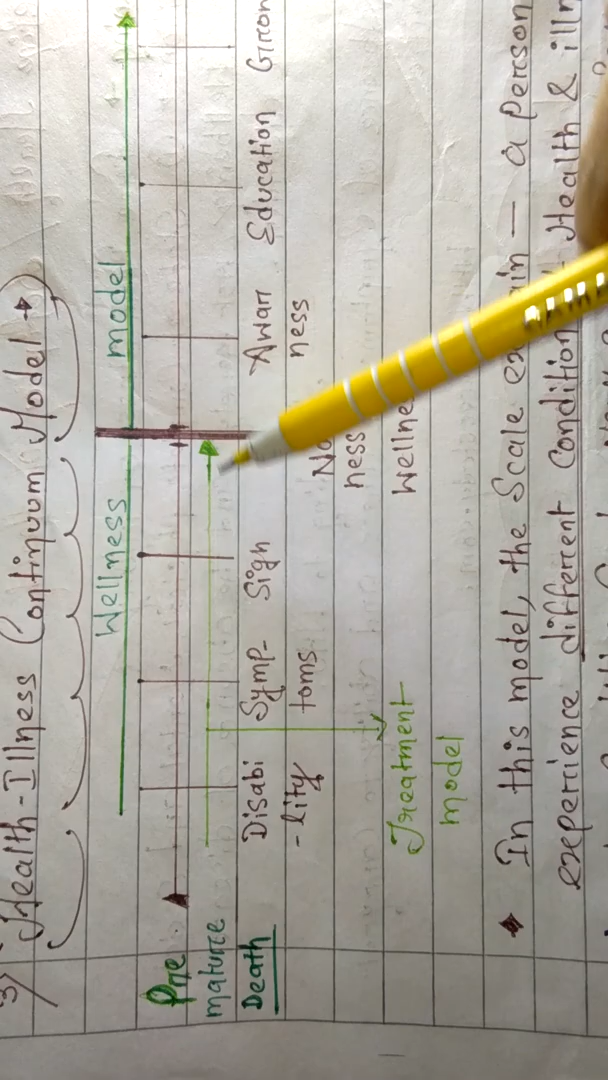 3) Health-Illness Continuum Model →
Wellness model
Pre
mature
Death
Disabi
-lity
Symp-
toms
Sign
Awar
ness
Education
ness
Wellne
Treatment
model
In this model, the Scale — a person
experience different Condition Health & illn